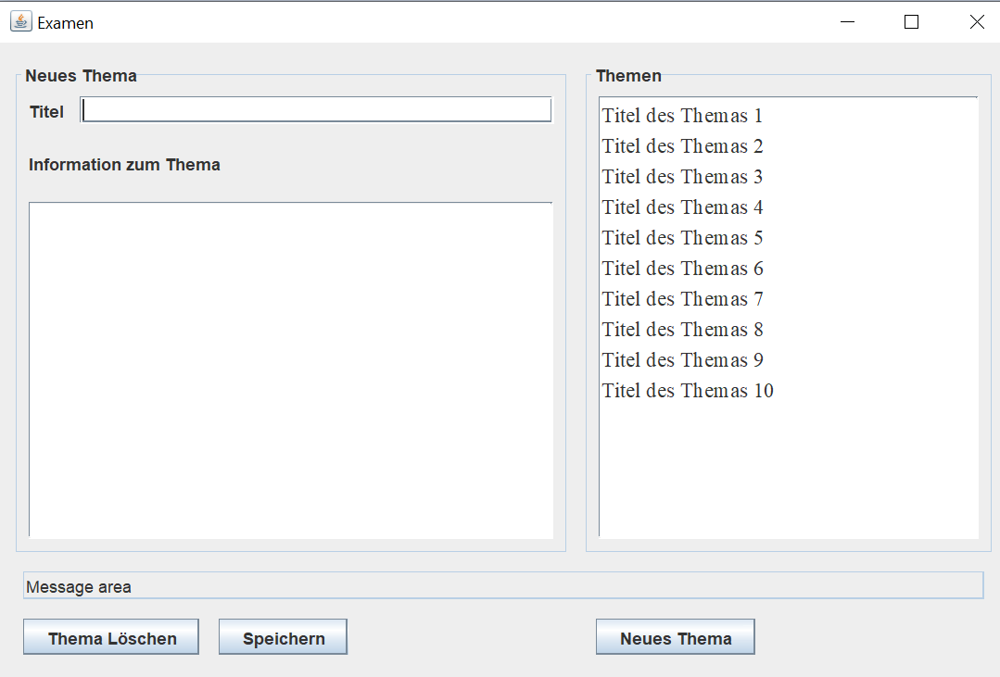 Examen
Neues Thema
Titel
Information zum Thema
Themen
Titel des Themas 1
Titel des Themas 2
Titel des Themas 3
Titel des Themas 4
Titel des Themas 5
Titel des Themas 6
Titel des Themas 7
Titel des Themas 8
Titel des Themas 9
Titel des Themas 10
Message area
Thema Löschen
Speichern
Neues Thema